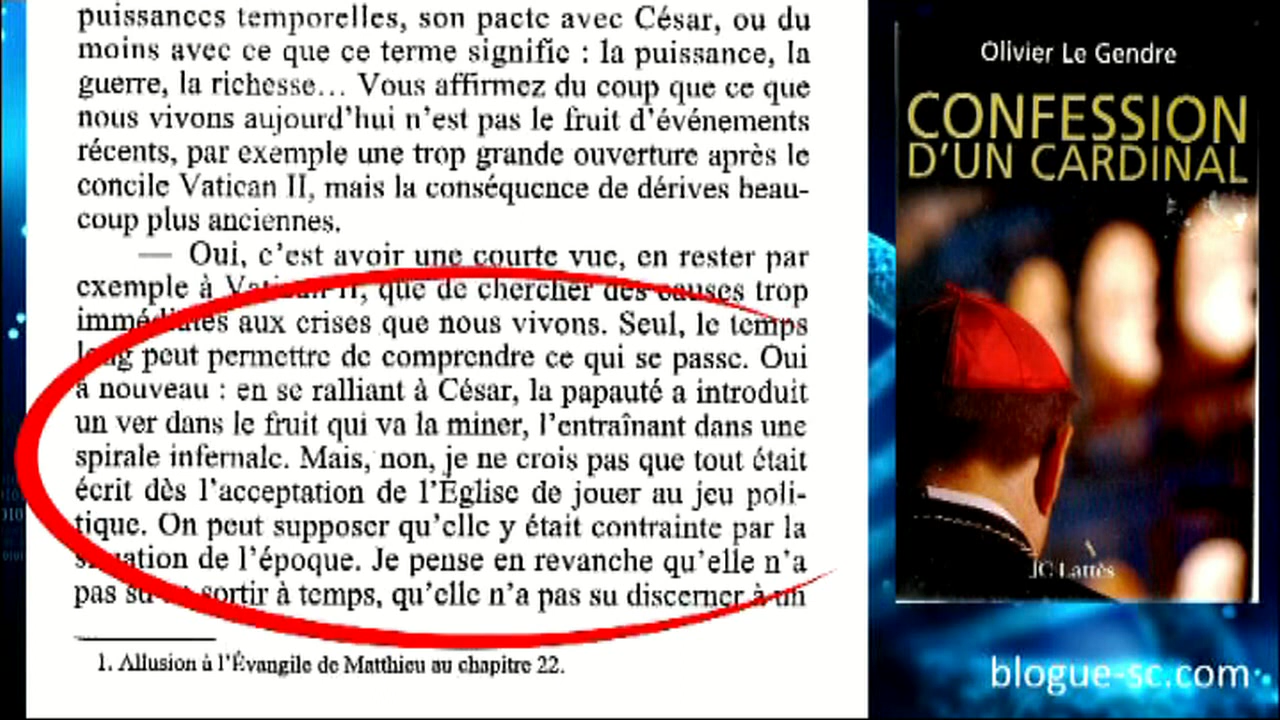 puissances temporelles, son pacte avec César, ou du
moins avec ce que ce terme signifie : la puissance, la
guerre, la richesse... Vous affirmez du coup que ce que
nous vivons aujourd'hui n'est pas le fruit d'événements
récents, par exemple une trop grande ouverture après le
concile Vatican II, mais la conséquence de dérives beau-
coup plus anciennes.
— Oui, c'est avoir une courte vue, en rester par
exemple à Vatican II, que de chercher des causes trop
immédiates aux crises que nous vivons. Seul, le temps
long peut permettre de comprendre ce qui se passe. Oui
à nouveau : en se ralliant à César, la papauté a introduit
un ver dans le fruit qui va la miner, l'entraînant dans une
spirale infernale. Mais, non, je ne crois pas que tout était
écrit dès l'acceptation de l'Église de jouer au jeu poli-
tique. On peut supposer qu'elle y était contrainte par la
situation de l'époque. Je pense en revanche qu'elle n'a
pas su en sortir à temps, qu'elle n'a pas su discerner à un
1. Allusion à l'Évangile de Matthieu au chapitre 22.
Olivier Le Gendre
CONFESSION
D'UN CARDINAL
JC Lattès
blogue-sc.com